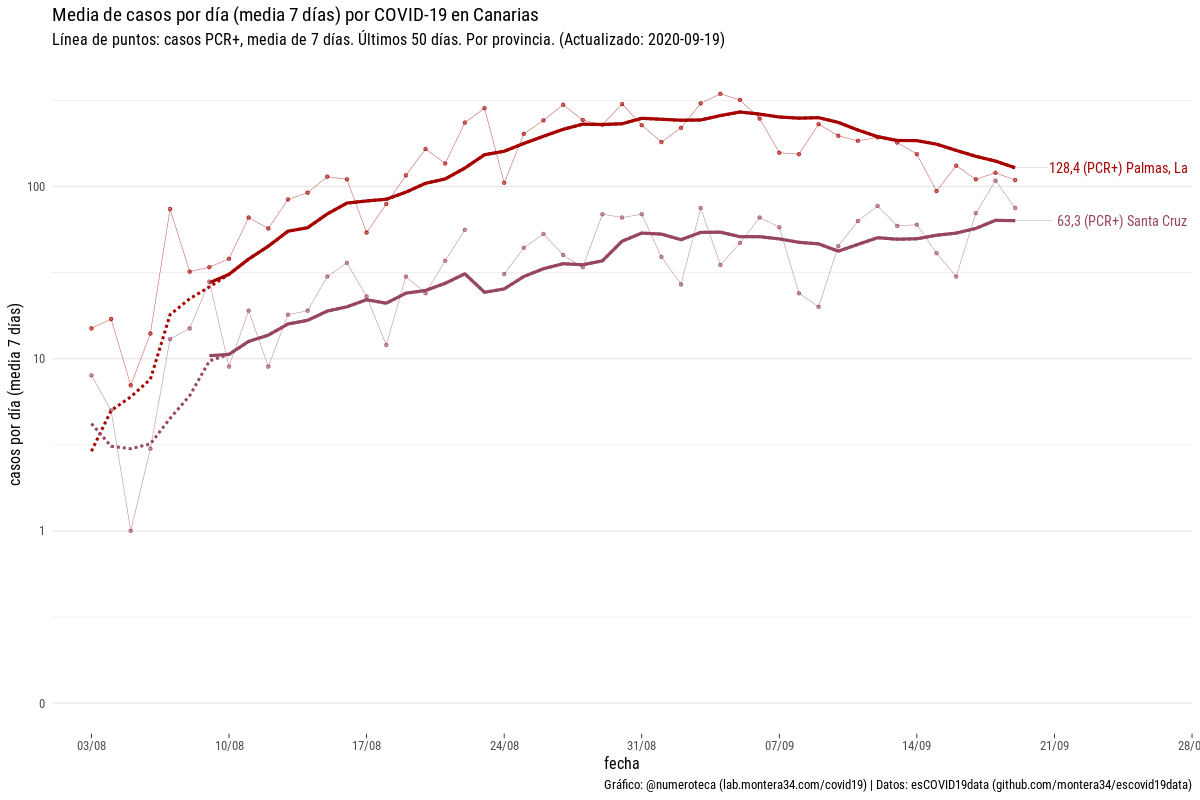 Media de casos por día (media 7 días) por COVID-19 en Canarias
Línea de puntos: casos PCR+, media de 7 días. Últimos 50 días. Por provincia. (Actualizado: 2020-09-19)
casos por día (media 7 días)
100
10
1
0
128,4 (PCR+) Palmas, La
63,3 (PCR+) Santa Cruz
03/08
10/08
17/08
24/08
31/08
07/09
14/09
21/09
28/0
fecha
Gráfico: @numeroteca (lab.montera34.com/covid19) | Datos: esCOVID19data (github.com/montera34/escovid19data)